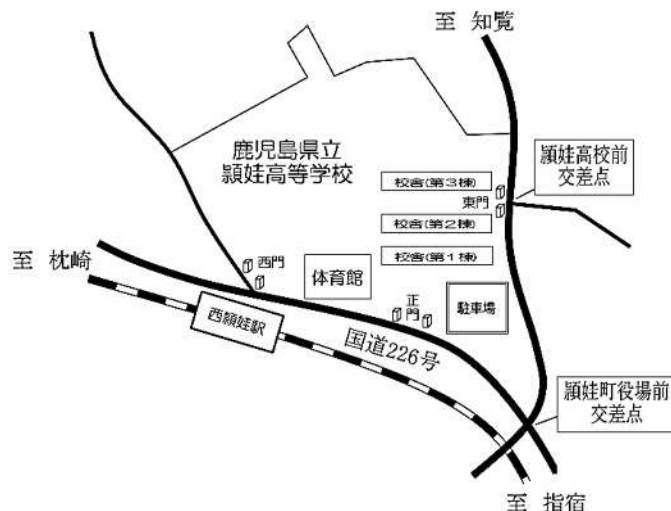 至 知覧
鹿児島県立
頴娃高等学校
頴娃高校前
交差点
校舎(第3棟)
東門
校舎(第2棟)
校舎(第1棟)
至 枕崎
西門
体育館
正門
駐車場
西頴娃駅
国道226号
頴娃町役場前
交差点
至 指宿